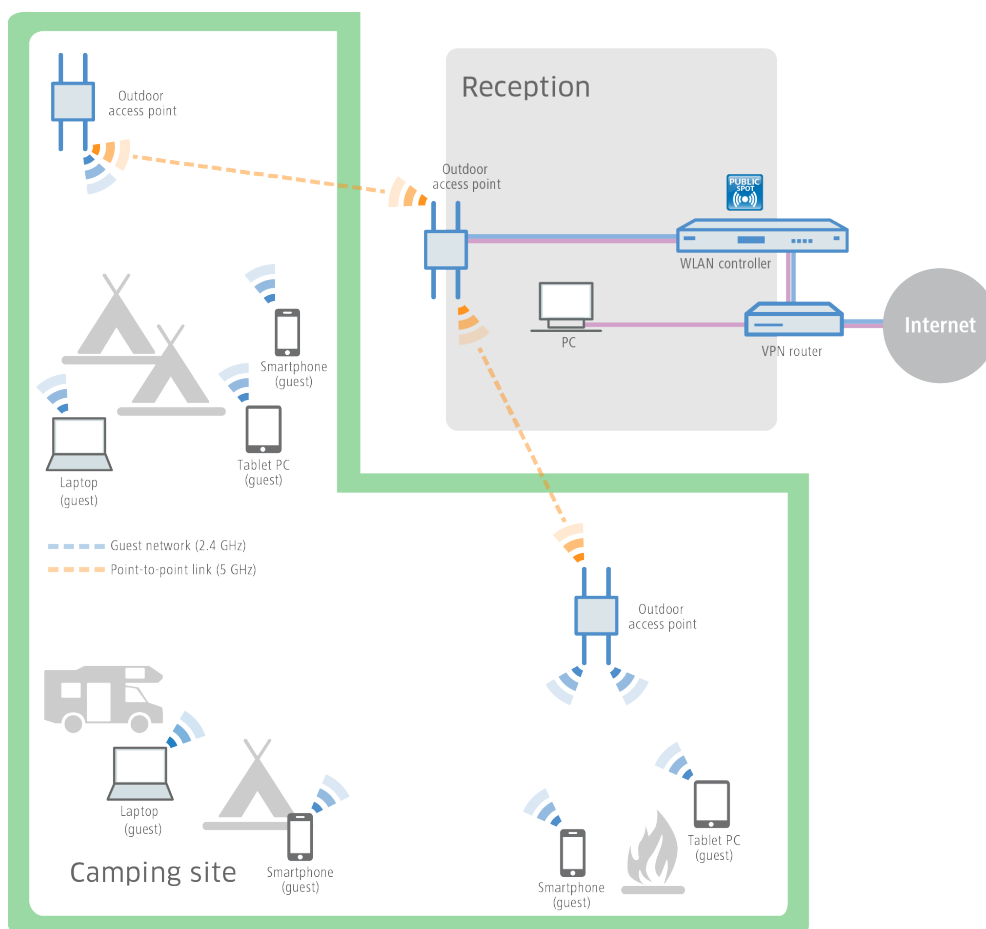 Reception
Outdoor
access point
Outdoor
access point
PUBLIC
SPOT
WLAN controller
Internet
PC
VPN router
Smartphone
(guest)
Tablet PC
(guest)
Laptop
(guest)
Guest network (2.4 GHz)
Point-to-point link (5 GHz)
Outdoor
access point
Laptop
(guest)
Smartphone
(guest)
Tablet PC
(guest)
Smartphone
(guest)
Camping site